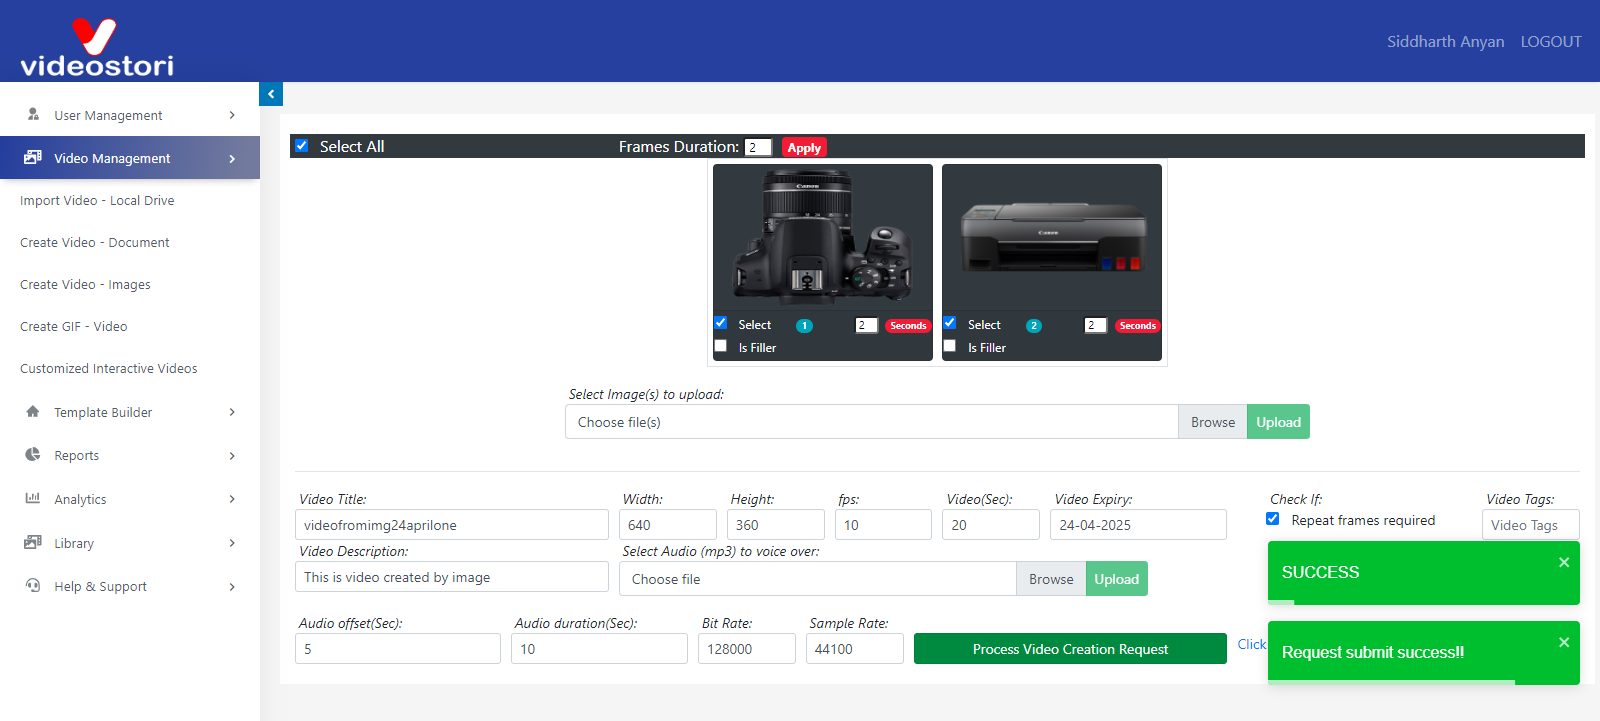 videostori
Siddharth Anyan LOGOUT
User Management
Video Management
Import Video - Local Drive
Create Video - Document
Create Video - Images
Create GIF - Video
Customized Interactive Videos
Template Builder
Reports
Analytics
Library
Help & Support
Select All Frames Duration: 2 Apply
Canon
Select 1 2 Seconds
Is Filler
Canon
Select 2 2 Seconds
Is Filler
Select Image(s) to upload:
Choose file(s) Browse Upload
Video Title: Width: Height: fps: Video(Sec): Video Expiry: Check If: Video Tags:
videofromimg24aprilone 640 360 10 20 24-04-2025 Repeat frames required Video Tags
Video Description: Select Audio (mp3) to voice over:
This is video created by image Choose file Browse Upload
SUCCESS ×
Audio offset(Sec): Audio duration(Sec): Bit Rate: Sample Rate:
5 10 128000 44100 Process Video Creation Request Click
Request submit success!! ×